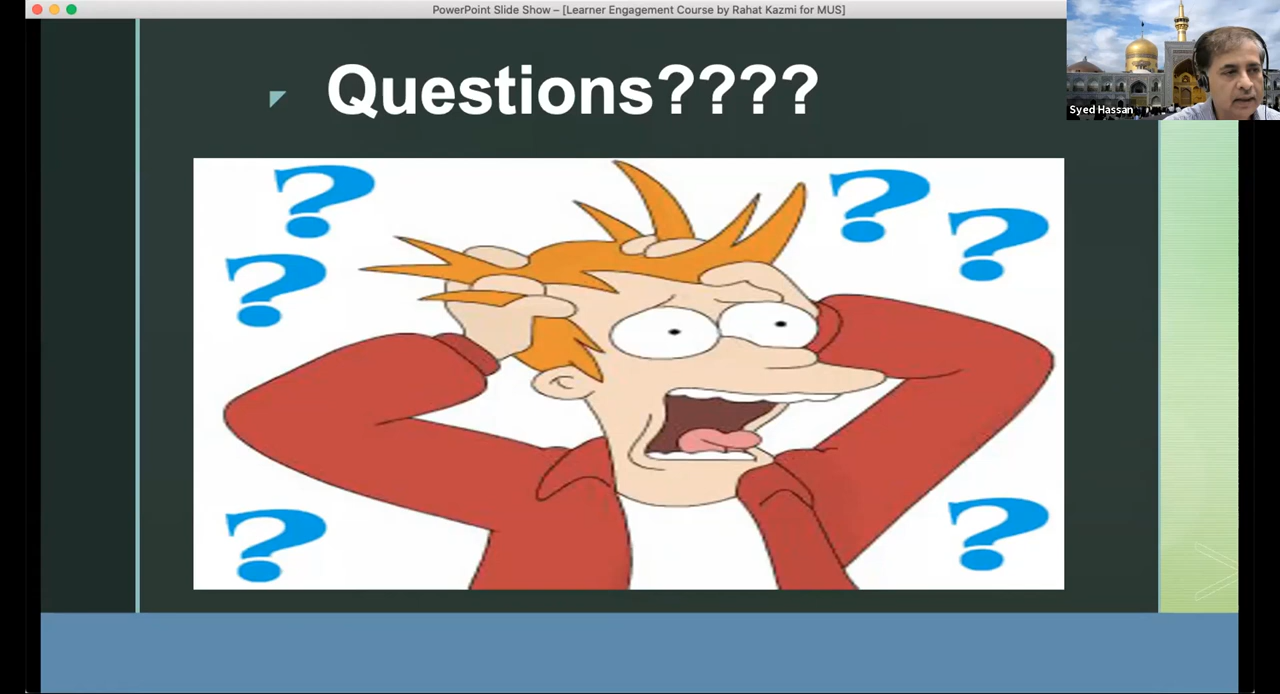 PowerPoint Slide Show – [Learner Engagement Course by Rahat Kazmi for MUS]
Questions????
Syed Hassan
? ? ?
?
? ?